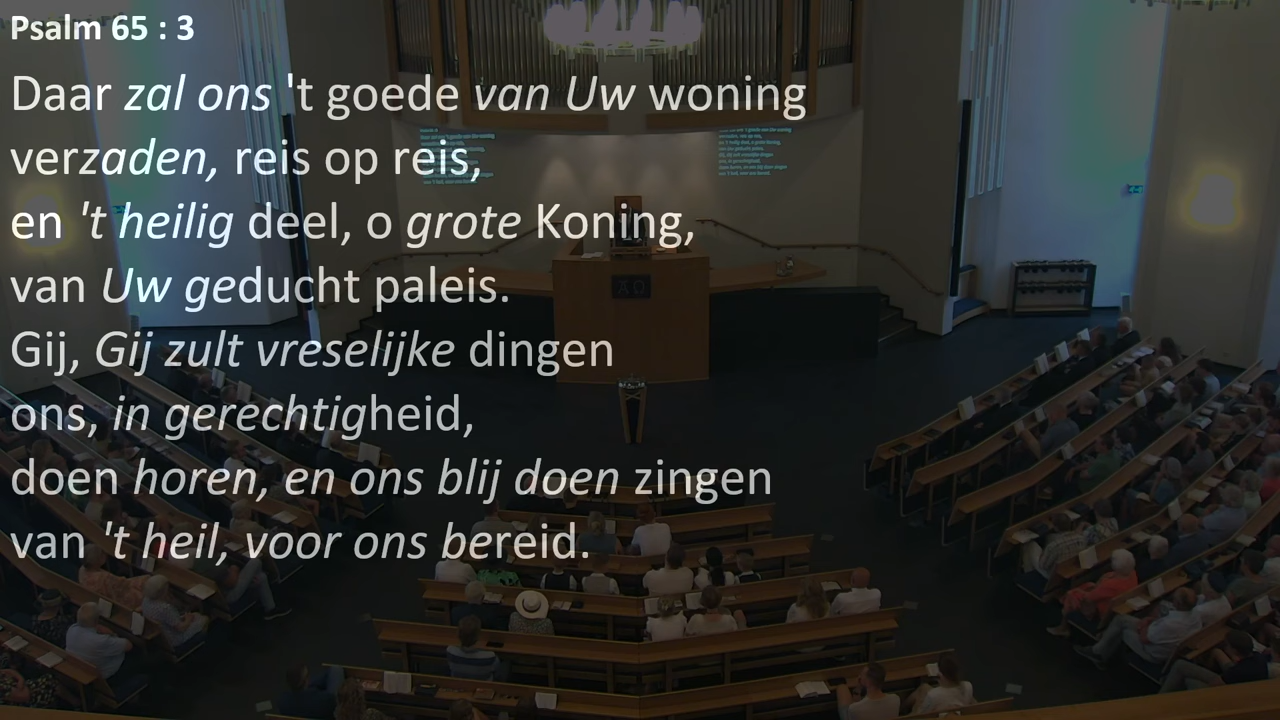 Psalm 65 : 3
Daar zal ons 't goede van Uw woning
verzaden, reis op reis,
en 't heilig deel, o grote Koning,
van Uw geducht paleis.
Gij, Gij zult vreselijke dingen
ons, in gerechtigheid,
doen horen, en ons blij doen zingen
van 't heil, voor ons bereid.